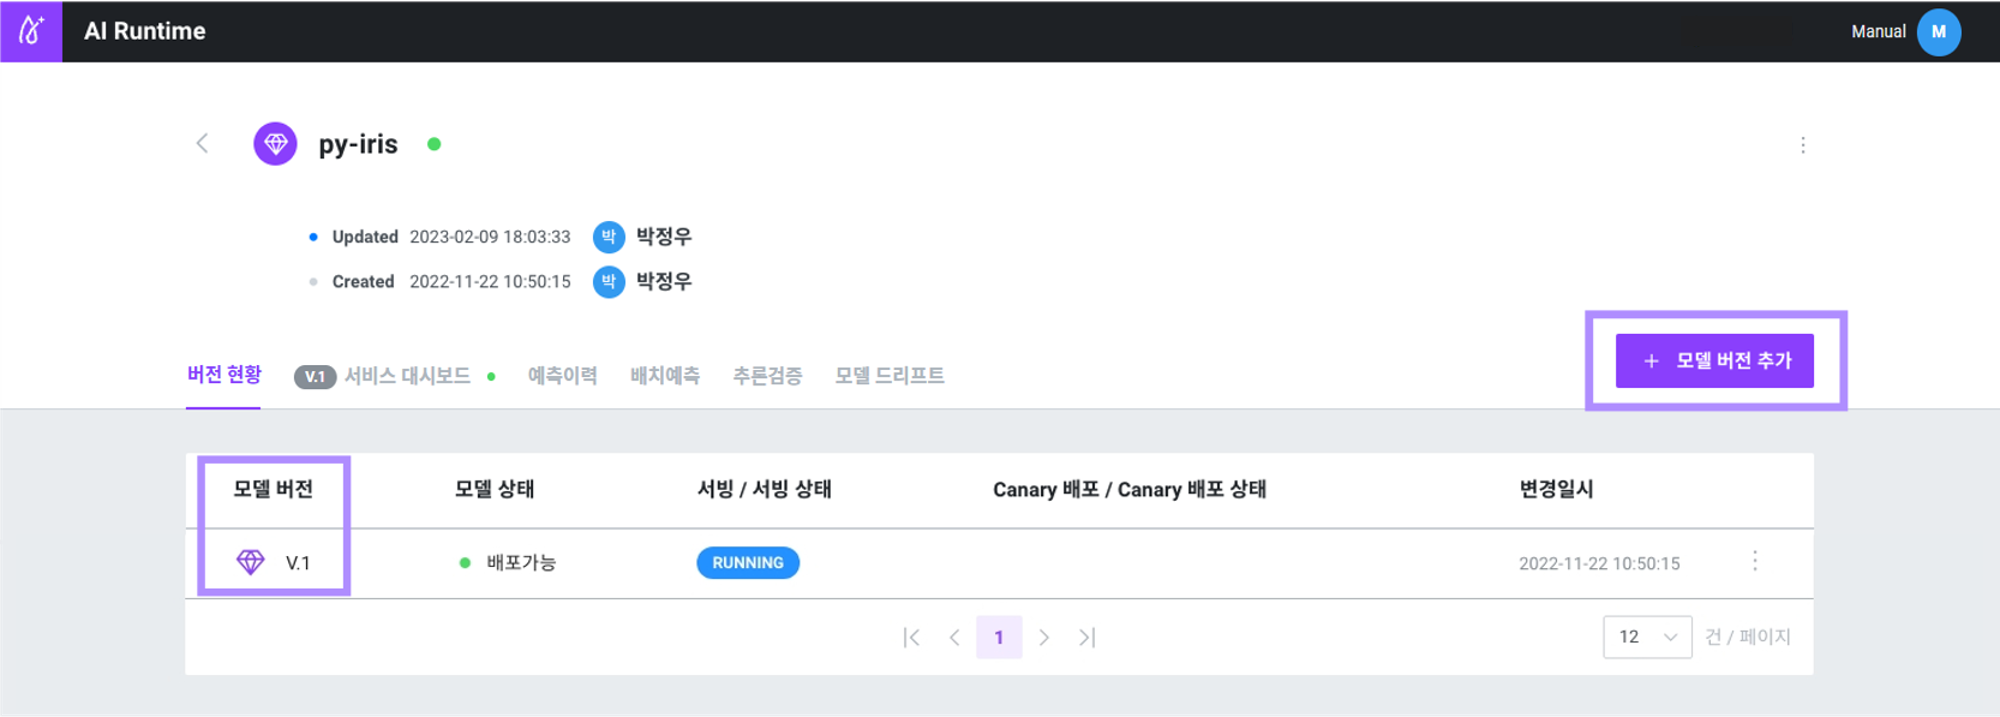 AI Runtime
Manual M
py-iris
Updated 2023-02-09 18:03:33 박 박정우
Created 2022-11-22 10:50:15 박 박정우
버전 현황 V.1 서비스 대시보드 예측이력 배치예측 추론검증 모델 드리프트
+ 모델 버전 추가
모델 버전 모델 상태 서빙 / 서빙 상태 Canary 배포 / Canary 배포 상태 변경일시
V.1 배포가능 RUNNING 2022-11-22 10:50:15
1 12 건 / 페이지